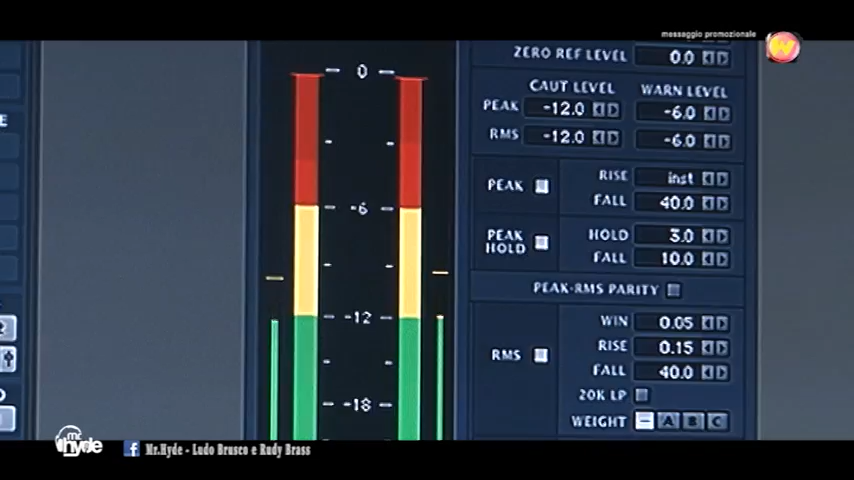 messaggio promozionale
W
ZERO REF LEVEL 0.0
CAUT LEVEL WARN LEVEL
PEAK -12.0 -6.0
RMS -12.0 -6.0
PEAK RISE inst
FALL 40.0
PEAK HOLD HOLD 3.0
FALL 10.0
PEAK-RMS PARITY
WIN 0.05
RMS RISE 0.15
FALL 40.0
20K LP
WEIGHT – A B C
0
-6
-12
-18
E
mr hyde
f Mr.Hyde - Ludo Brusco e Rudy Brass